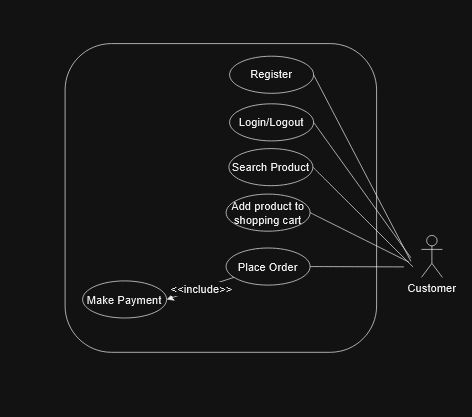 Register
Login/Logout
Search Product
Add product to
shopping cart
Place Order
<<include>>
Make Payment
Customer